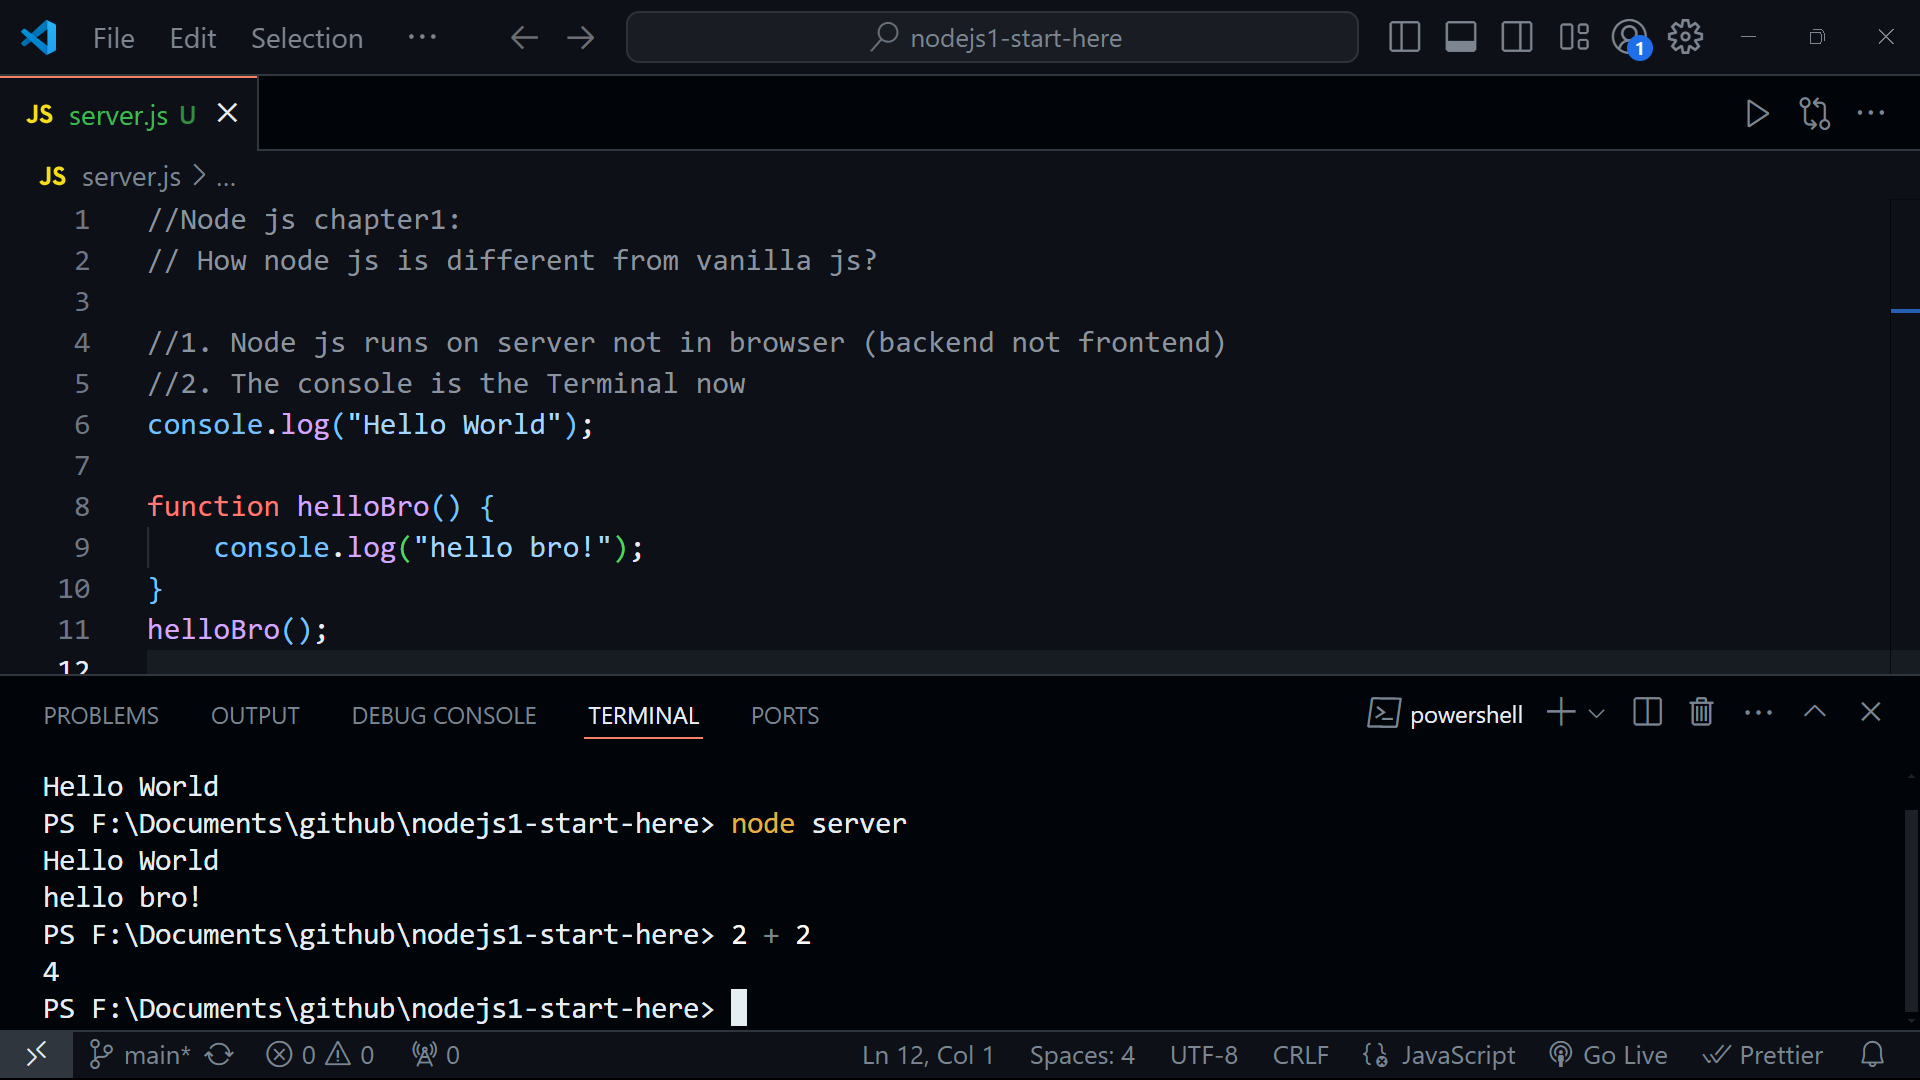 File Edit Selection ··· nodejs1-start-here 1
JS server.js U
JS server.js > ...
1 //Node js chapter1:
2 // How node js is different from vanilla js?
3
4 //1. Node js runs on server not in browser (backend not frontend)
5 //2. The console is the Terminal now
6 console.log("Hello World");
7
8 function helloBro() {
9 console.log("hello bro!");
10 }
11 helloBro();
12
PROBLEMS OUTPUT DEBUG CONSOLE TERMINAL PORTS powershell
Hello World
PS F:\Documents\github\nodejs1-start-here> node server
Hello World
hello bro!
PS F:\Documents\github\nodejs1-start-here> 2 + 2
4
PS F:\Documents\github\nodejs1-start-here>
main* 0 0 0 Ln 12, Col 1 Spaces: 4 UTF-8 CRLF JavaScript Go Live Prettier